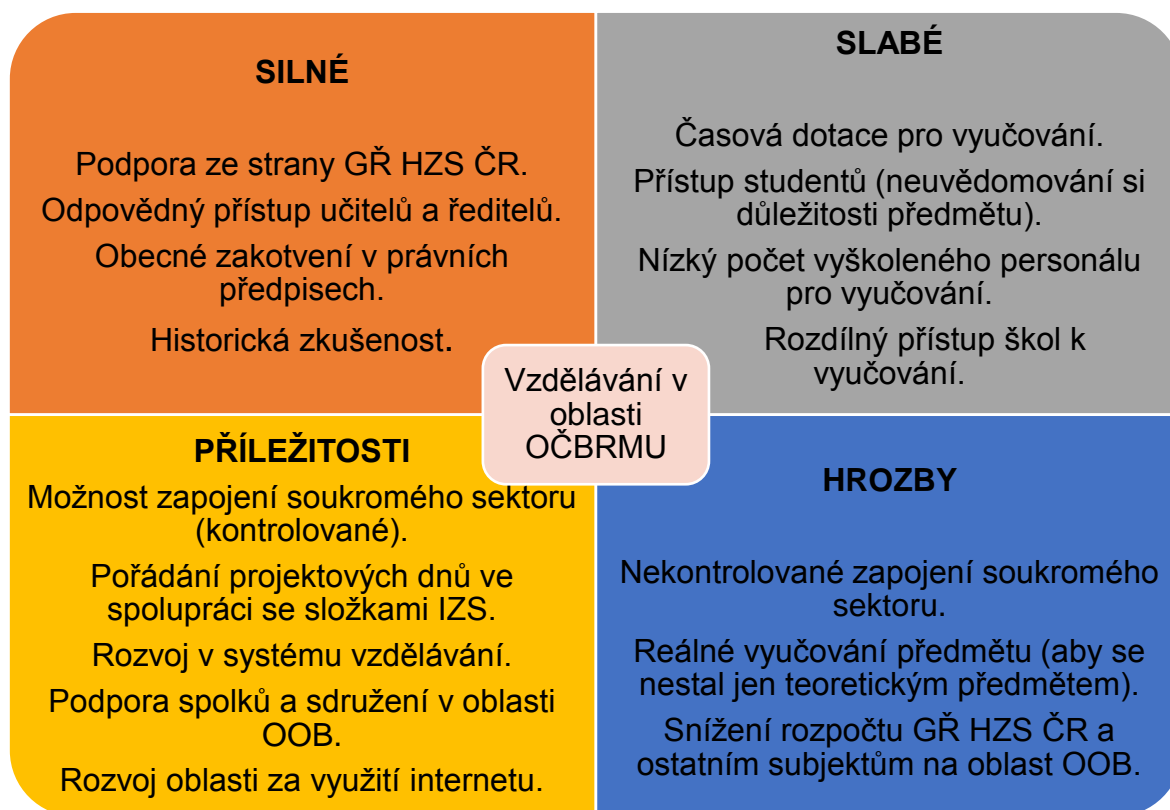 SILNÉ
Podpora ze strany GŘ HZS ČR.
Odpovědný přístup učitelů a ředitelů.
Obecné zakotvení v právních
předpisech.
Historická zkušenost.
SLABÉ
Časová dotace pro vyučování.
Přístup studentů (neuvědomování si
důležitosti předmětu).
Nízký počet vyškoleného personálu
pro vyučování.
Rozdílný přístup škol k
vyučování.
Vzdělávání v
oblasti
OČBRMU
PŘÍLEŽITOSTI
Možnost zapojení soukromého sektoru
(kontrolované).
Pořádání projektových dnů ve
spolupráci se složkami IZS.
Rozvoj v systému vzdělávání.
Podpora spolků a sdružení v oblasti
OOB.
Rozvoj oblasti za využití internetu.
HROZBY
Nekontrolované zapojení soukromého
sektoru.
Reálné vyučování předmětu (aby se
nestal jen teoretickým předmětem).
Snížení rozpočtu GŘ HZS ČR a
ostatním subjektům na oblast OOB.